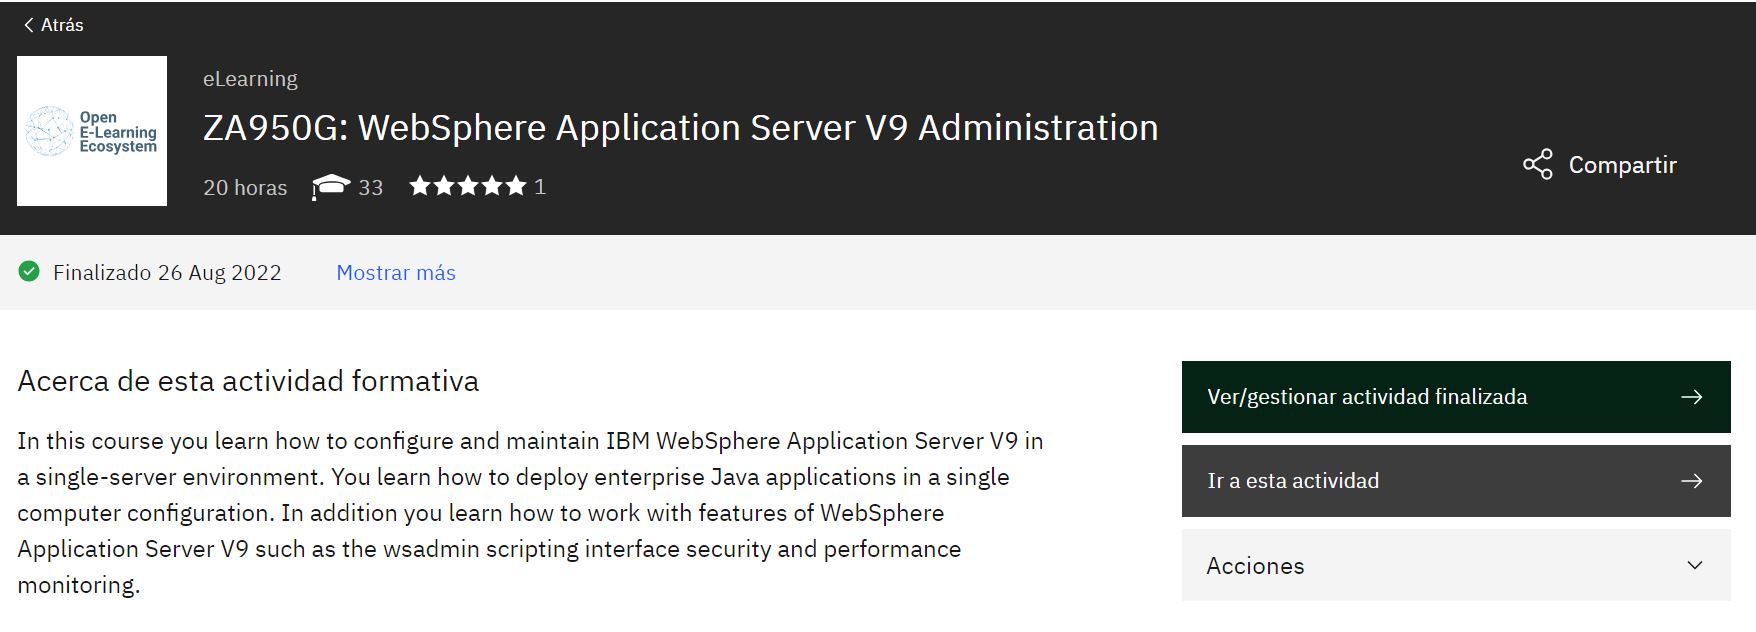 Atrás
Open
E-Learning
Ecosystem
eLearning
ZA950G: WebSphere Application Server V9 Administration
20 horas 33 1
Compartir
Finalizado 26 Aug 2022 Mostrar más
Acerca de esta actividad formativa
In this course you learn how to configure and maintain IBM WebSphere Application Server V9 in
a single-server environment. You learn how to deploy enterprise Java applications in a single
computer configuration. In addition you learn how to work with features of WebSphere
Application Server V9 such as the wsadmin scripting interface security and performance
monitoring.
Ver/gestionar actividad finalizada
Ir a esta actividad
Acciones